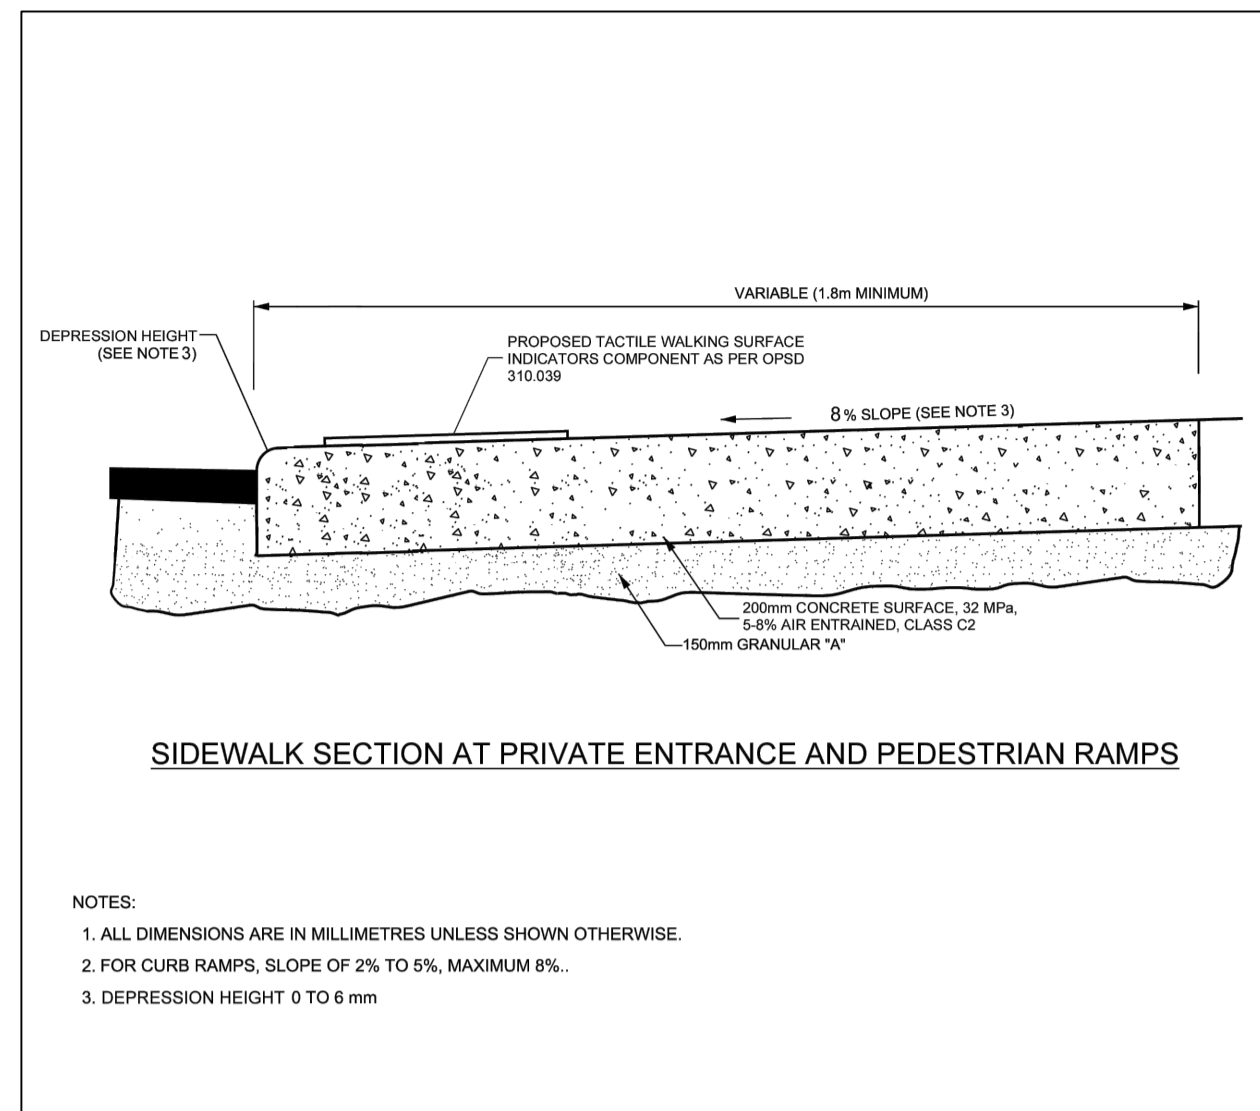 VARIABLE (1.8m MINIMUM)
DEPRESSION HEIGHT
(SEE NOTE 3)
PROPOSED TACTILE WALKING SURFACE
INDICATORS COMPONENT AS PER OPSD
310.039
8% SLOPE (SEE NOTE 3)
200mm CONCRETE SURFACE, 32 MPa,
5-8% AIR ENTRAINED, CLASS C2
150mm GRANULAR "A"
SIDEWALK SECTION AT PRIVATE ENTRANCE AND PEDESTRIAN RAMPS
NOTES:
1. ALL DIMENSIONS ARE IN MILLIMETRES UNLESS SHOWN OTHERWISE.
2. FOR CURB RAMPS, SLOPE OF 2% TO 5%, MAXIMUM 8%..
3. DEPRESSION HEIGHT 0 TO 6 mm